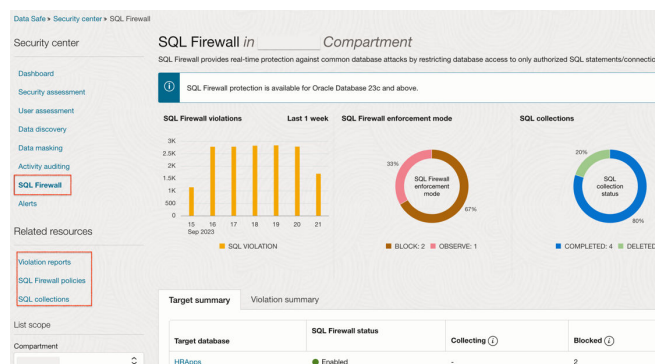 Data Safe » Security center » SQL Firewall
Security center
Dashboard
Security assessment
User assessment
Data discovery
Data masking
Activity auditing
SQL Firewall
Alerts
Related resources
Violation reports
SQL Firewall policies
SQL collections
List scope
Compartment
SQL Firewall in Compartment
SQL Firewall provides real-time protection against common database attacks by restricting database access to only authorized SQL statements/connectio
i SQL Firewall protection is available for Oracle Database 23c and above.
SQL Firewall violations Last 1 week
3K
2.5K
2K
1.5K
1K
500
0
15 16 17 18 19 20 21
Sep 2023
SQL VIOLATION
SQL Firewall enforcement mode
33%
SQL Firewall
enforcement
mode
67%
BLOCK: 2 OBSERVE: 1
SQL collections
20%
SQL
collection
status
80%
COMPLETED: 4 DELETED
Target summary Violation summary
Target database SQL Firewall status Collecting i Blocked i
HRApps Enabled - 2